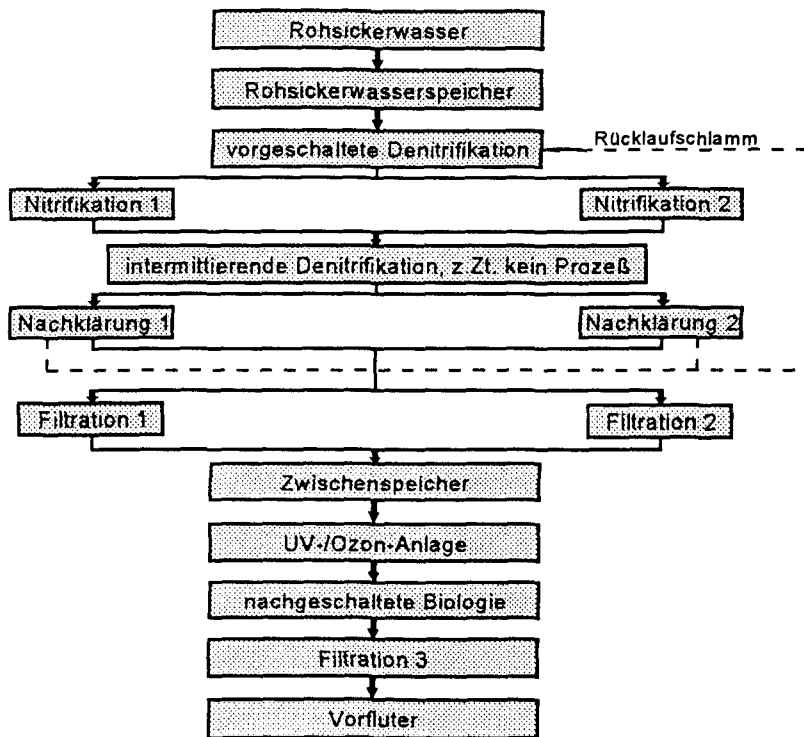 Rohsickerwasser
Rohsickerwasserspeicher
vorgeschaltete Denitrifikation
Rücklaufschlamm
Nitrifikation 1
Nitrifikation 2
intermittierende Denitrifikation, z.Zt. kein Prozeß
Nachklärung 1
Nachklärung 2
Filtration 1
Filtration 2
Zwischenspeicher
UV-/Ozon-Anlage
nachgeschaltete Biologie
Filtration 3
Vorfluter